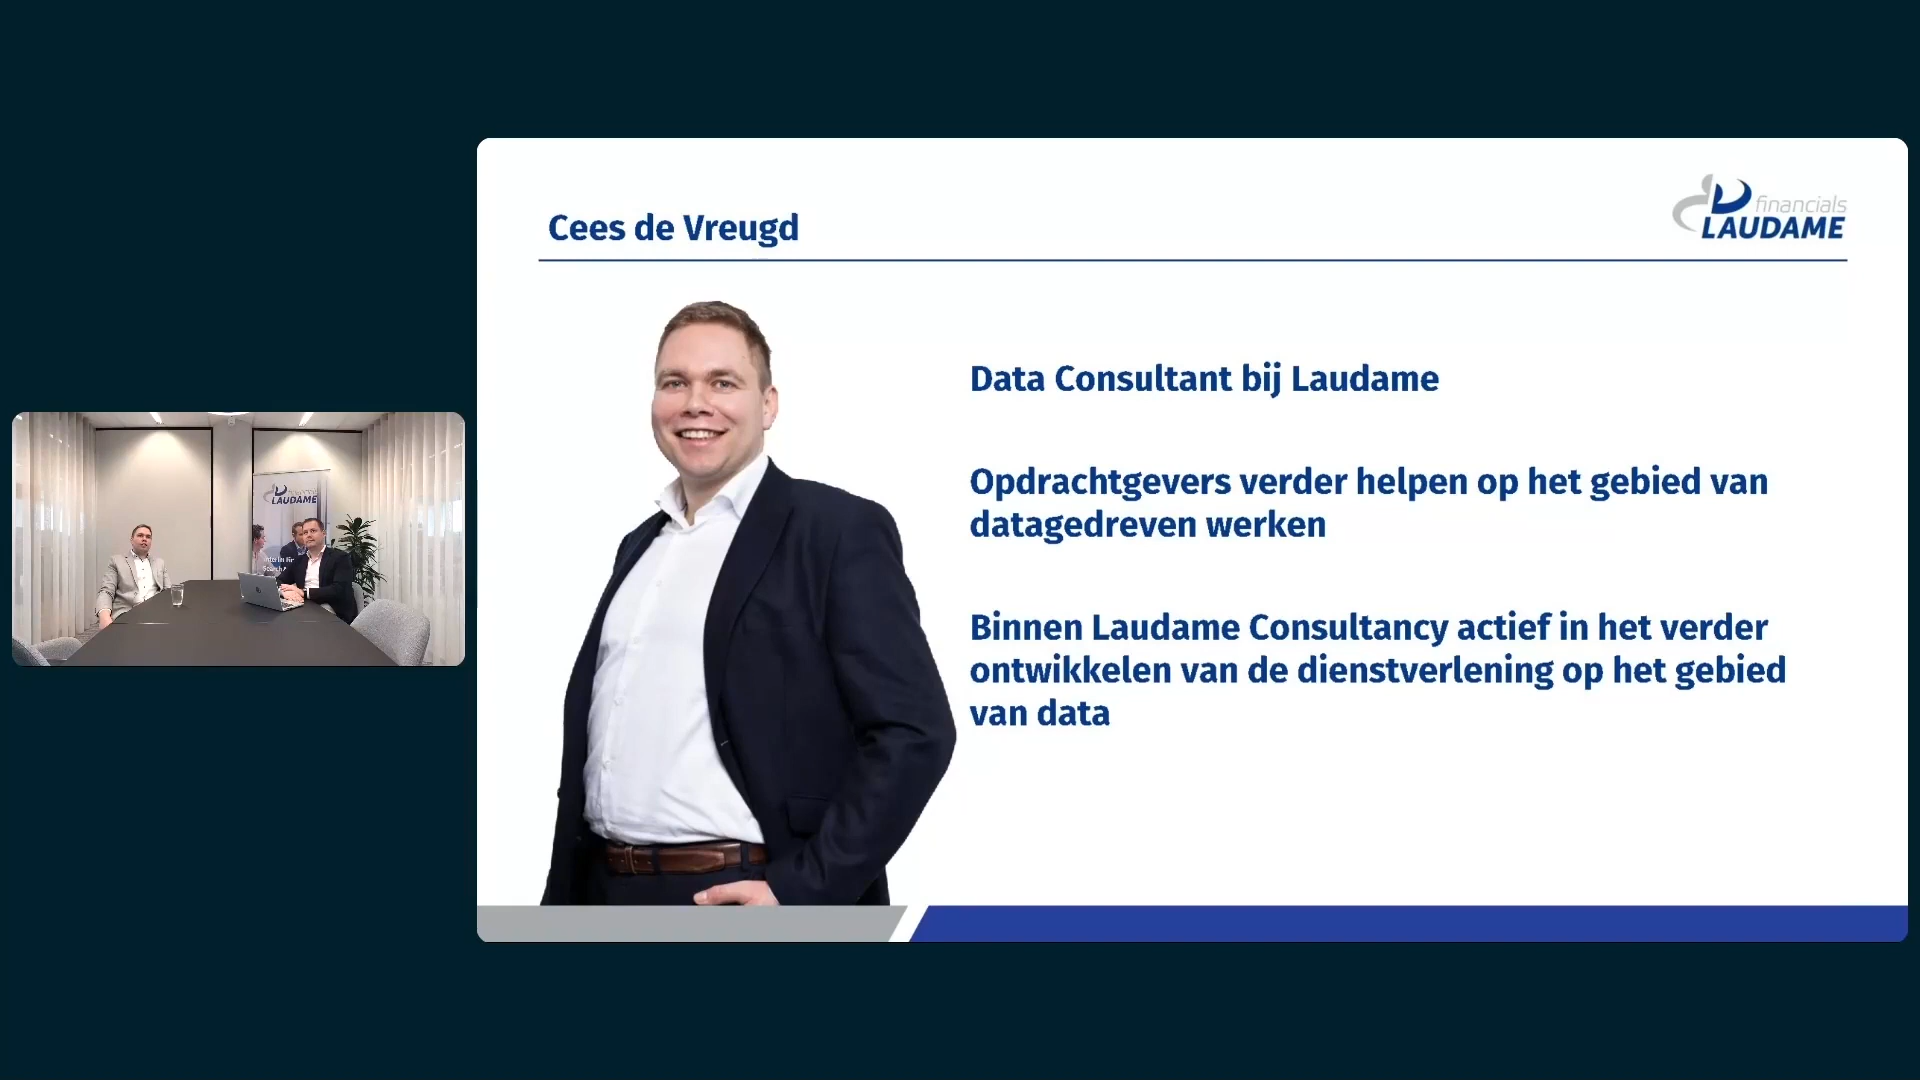 Cees de Vreugd
financials
LAUDAME
Data Consultant bij Laudame
Opdrachtgevers verder helpen op het gebied van
datagedreven werken
Binnen Laudame Consultancy actief in het verder
ontwikkelen van de dienstverlening op het gebied
van data
LAUDAME